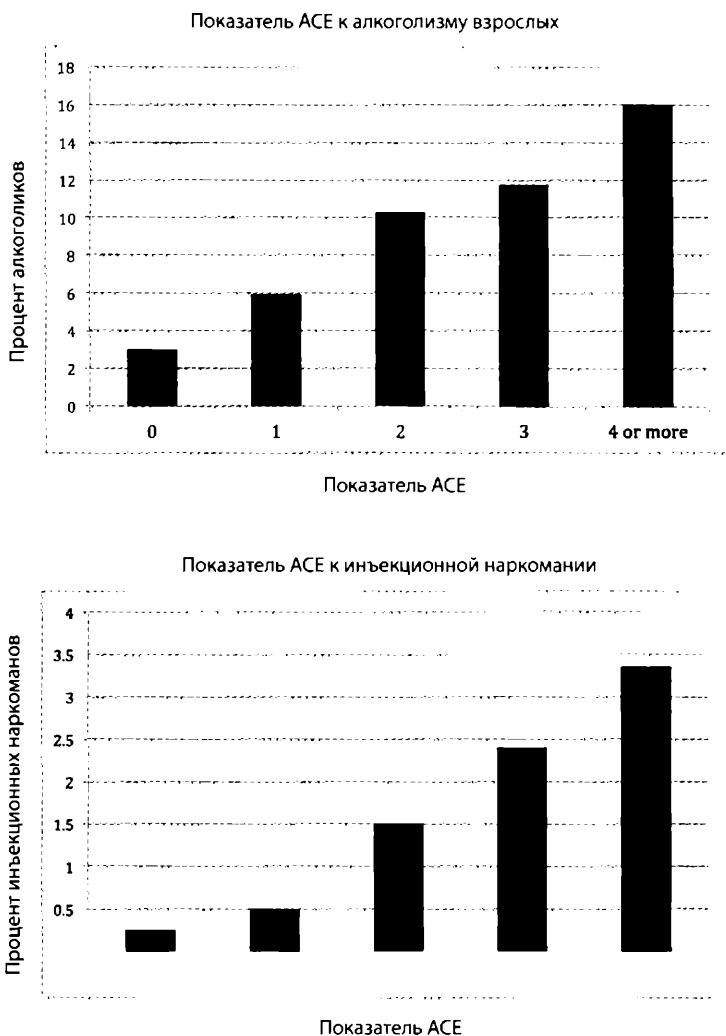 Показатель ACE к алкоголизму взрослых
Процент алкоголиков
18
16
14
12
10
8
6
4
2
0
0 1 2 3 4 or more
Показатель ACE
Показатель ACE к инъекционной наркомании
Процент инъекционных наркоманов
4
3.5
3
2.5
2
1.5
1
0.5
Показатель ACE